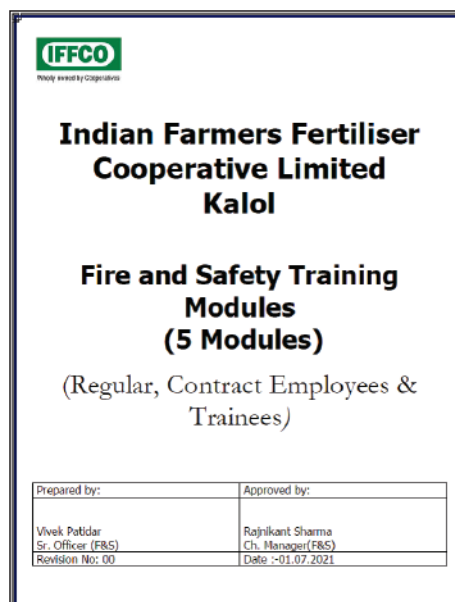 IFFCO
Wholly owned by Cooperatives
Indian Farmers Fertiliser
Cooperative Limited
Kalol
Fire and Safety Training
Modules
(5 Modules)
(Regular, Contract Employees &
Trainees)
Prepared by:
Approved by:
Vivek Patidar
Rajnikant Sharma
Sr. Officer (F&S)
Ch. Manager(F&S)
Revision No: 00
Date :-01.07.2021